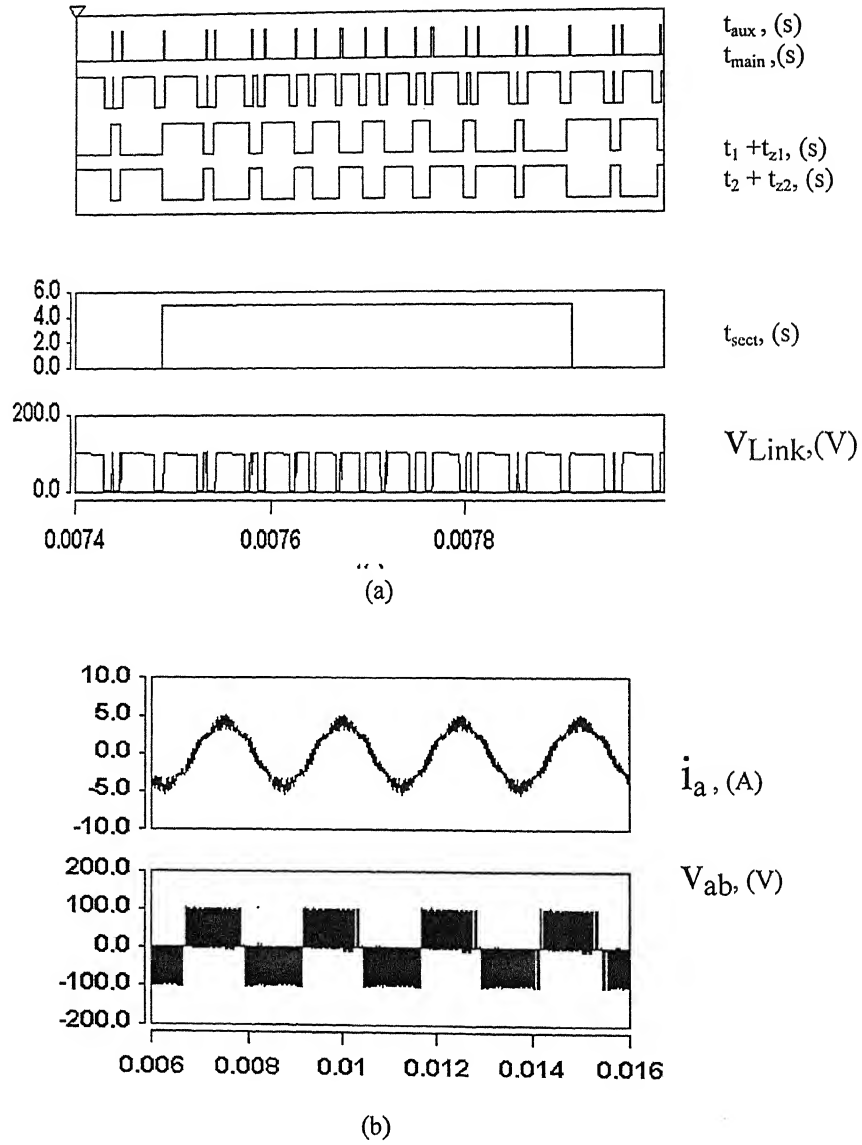 t_aux, (s)
t_main, (s)
t_1 + t_z1, (s)
t_2 + t_z2, (s)
6.0
4.0
2.0
0.0
t_sect, (s)
200.0
0.0
V_Link, (V)
0.0074 0.0076 0.0078
(a)
10.0
5.0
0.0
-5.0
-10.0
i_a, (A)
200.0
100.0
0.0
-100.0
-200.0
V_ab, (V)
0.006 0.008 0.01 0.012 0.014 0.016
(b)